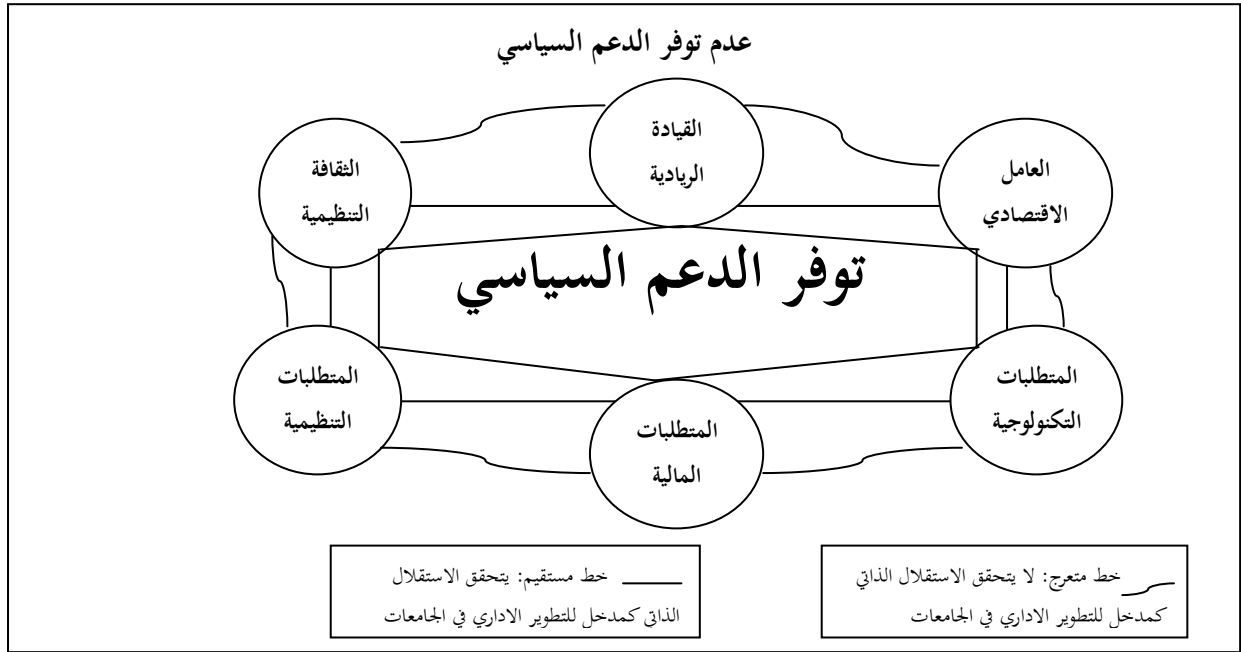 عدم توفر الدعم السياسي
القيادة
الريادية
العامل
الاقتصادي
الثقافة
التنظيمية
توفر الدعم السياسي
المتطلبات
التكنولوجية
المتطلبات
المالية
المتطلبات
التنظيمية
خط متعرج: لا يتحقق الاستقلال الذاتي
كمدخل للتطوير الاداري في الجامعات
خط مستقيم: يتحقق الاستقلال
الذاتي كمدخل للتطوير الاداري في الجامعات